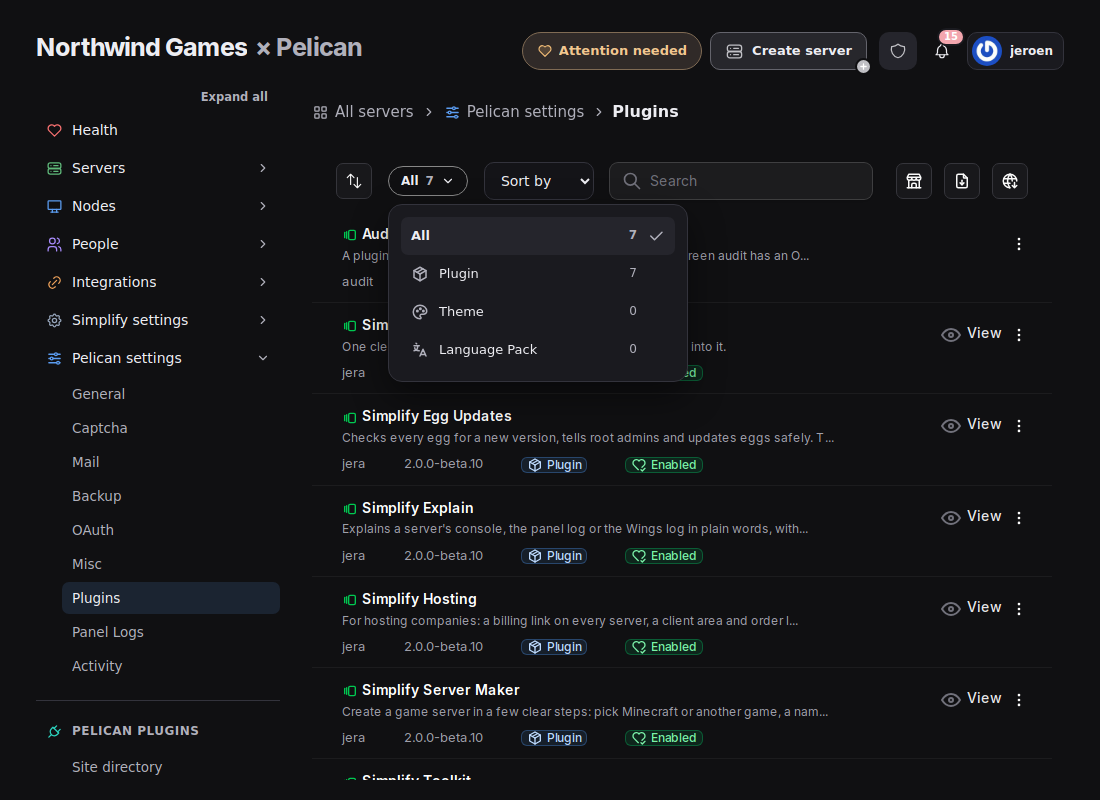 Northwind Games × Pelican
Attention needed
Create server
15
jeroen
Expand all
Health
Servers
Nodes
People
Integrations
Simplify settings
Pelican settings
General
Captcha
Mail
Backup
OAuth
Misc
Plugins
Panel Logs
Activity
PELICAN PLUGINS
Site directory
All servers > Pelican settings > Plugins
All 7
Sort by
Search
All 7
Plugin 7
Theme 0
Language Pack 0
Aud
A plugin reen audit has an O...
audit
Sim
One cle into it.
jera ed
View
Simplify Egg Updates
Checks every egg for a new version, tells root admins and updates eggs safely. T...
jera 2.0.0-beta.10 Plugin Enabled
View
Simplify Explain
Explains a server's console, the panel log or the Wings log in plain words, with...
jera 2.0.0-beta.10 Plugin Enabled
View
Simplify Hosting
For hosting companies: a billing link on every server, a client area and order l...
jera 2.0.0-beta.10 Plugin Enabled
View
Simplify Server Maker
Create a game server in a few clear steps: pick Minecraft or another game, a nam...
jera 2.0.0-beta.10 Plugin Enabled
View
Simplify Toolkit